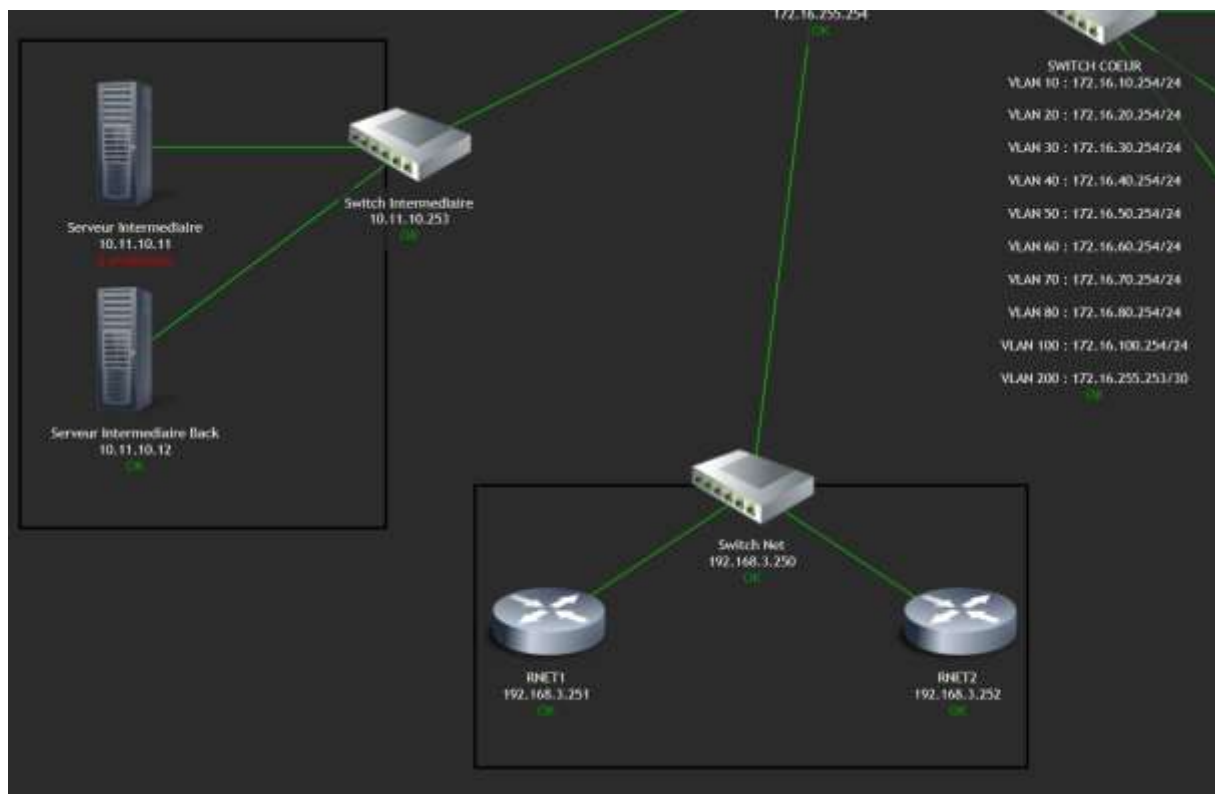 172.16.255.254
OK
SWITCH COEUR
VLAN 10 : 172.16.10.254/24
VLAN 20 : 172.16.20.254/24
VLAN 30 : 172.16.30.254/24
VLAN 40 : 172.16.40.254/24
VLAN 50 : 172.16.50.254/24
VLAN 60 : 172.16.60.254/24
VLAN 70 : 172.16.70.254/24
VLAN 80 : 172.16.80.254/24
VLAN 100 : 172.16.100.254/24
VLAN 200 : 172.16.255.253/30
OK
Switch Intermediaire
10.11.10.253
OK
Serveur Intermediaire
10.11.10.11
Serveur Intermediaire Back
10.11.10.12
OK
Switch Net
192.168.3.250
OK
RNET1
192.168.3.251
OK
RNET2
192.168.3.252
OK